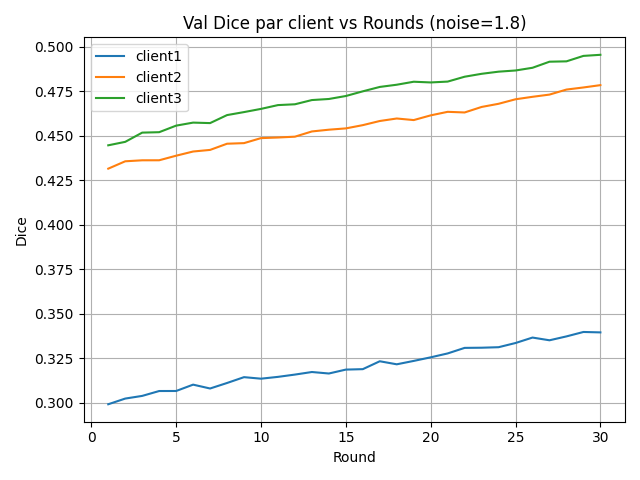 Val Dice par client vs Rounds (noise=1.8)
client1
client2
client3
0.500
0.475
0.450
0.425
0.400
0.375
0.350
0.325
0.300
Dice
0 5 10 15 20 25 30
Round